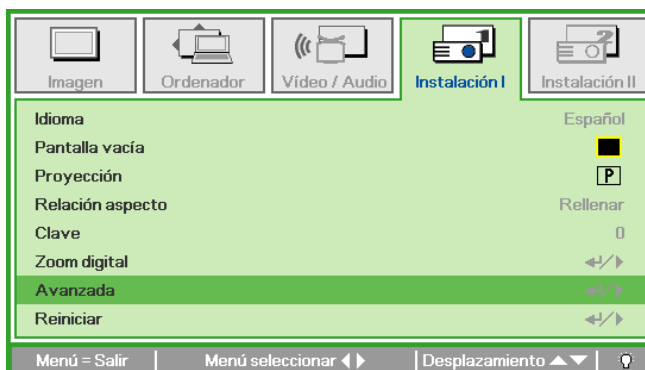 Imagen
Ordenador
Vídeo / Audio
Instalación I
Instalación II
Idioma Español
Pantalla vacía
Proyección P
Relación aspecto Rellenar
Clave 0
Zoom digital
Avanzada
Reiniciar
Menú = Salir Menú seleccionar Desplazamiento